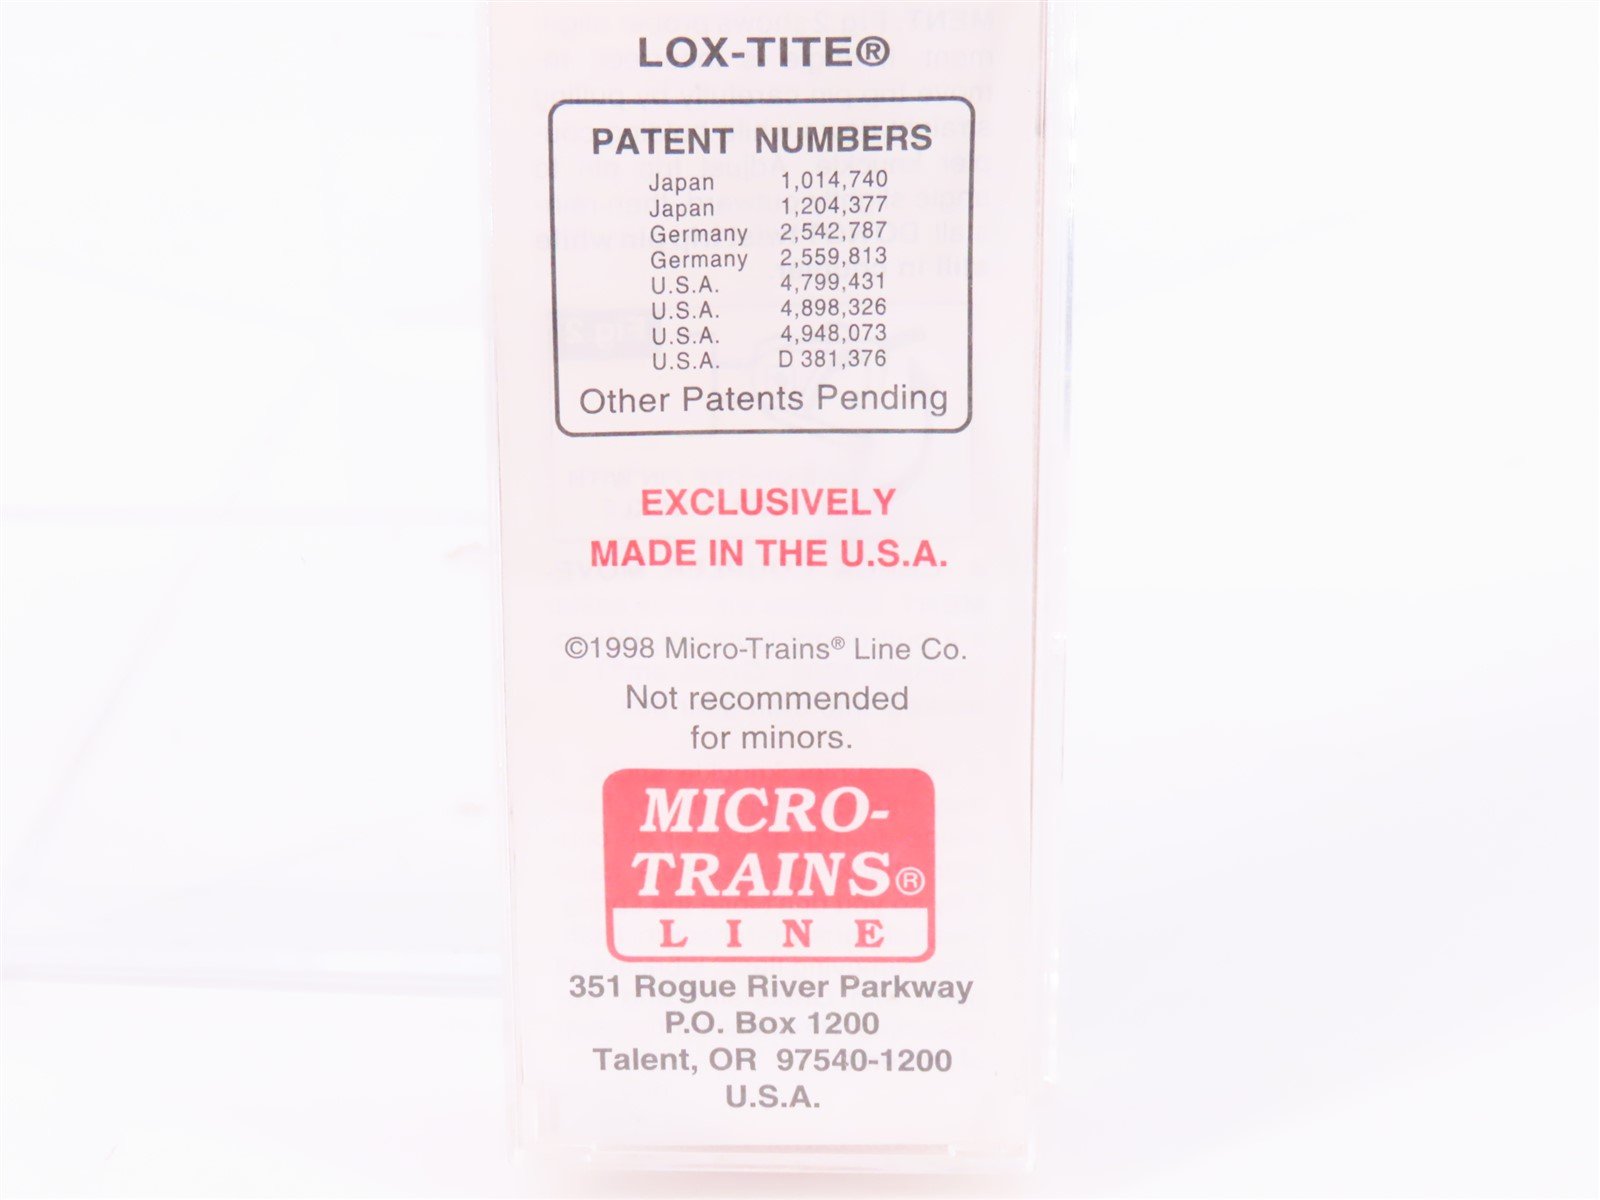 LOX-TITE®
PATENT NUMBERS
Japan 1,014,740
Japan 1,204,377
Germany 2,542,787
Germany 2,559,813
U.S.A. 4,799,431
U.S.A. 4,898,326
U.S.A. 4,948,073
U.S.A. D 381,376
Other Patents Pending
EXCLUSIVELY
MADE IN THE U.S.A.
©1998 Micro-Trains® Line Co.
Not recommended
for minors.
MICRO-
TRAINS®
LINE
351 Rogue River Parkway
P.O. Box 1200
Talent, OR 97540-1200
U.S.A.